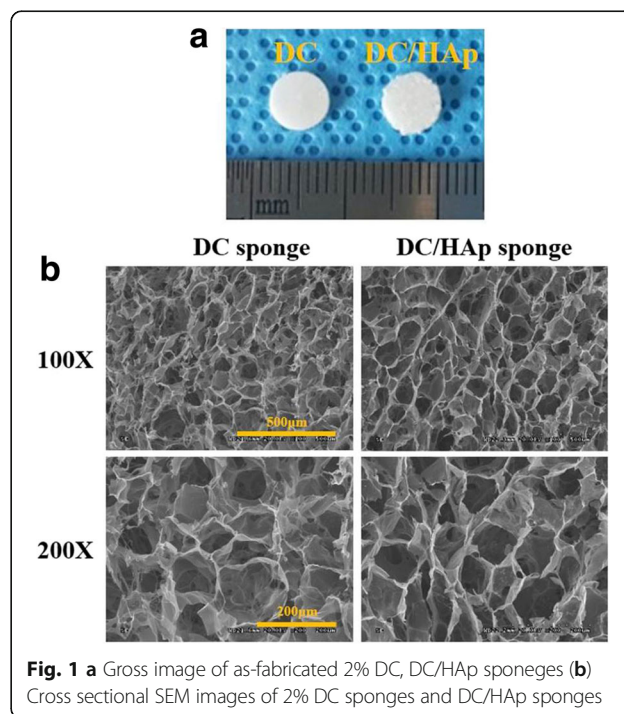 a
DC DC/HAp
mm
DC sponge DC/HAp sponge
b
100X
500μm
200X
200μm
Fig. 1 a Gross image of as-fabricated 2% DC, DC/HAp sponeges (b)
Cross sectional SEM images of 2% DC sponges and DC/HAp sponges